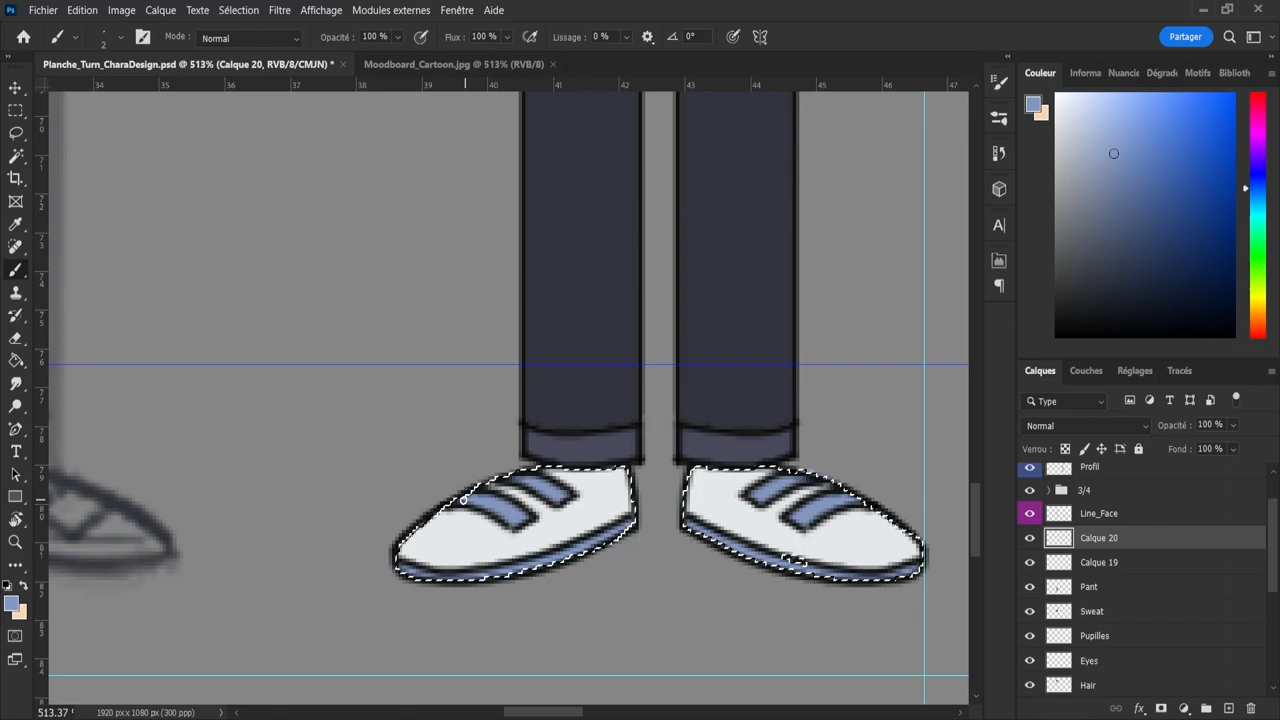 Ps Fichier Edition Image Calque Texte Sélection Filtre Affichage Modules externes Fenêtre Aide
2 Mode : Normal Opacité : 100 % Flux : 100 % Lissage : 0 % 0° Partager
Planche_Turn_CharaDesign.psd @ 513% (Calque 20, RVB/8/CMJN) * × Moodboard_Cartoon.jpg @ 513% (RVB/8) ×
Couleur Informa Nuancie Dégradé Motifs Biblioth
34 35 36 37 38 39 40 41 42 43 44 45 46 47
Calques Couches Réglages Tracés
Type
Normal Opacité : 100 %
Verrou : Fond : 100 %
Profil
3/4
Line_Face
Calque 20
Calque 19
Pant
Sweat
Pupilles
Eyes
Hair
513.37 1920 px x 1080 px (300 ppp)